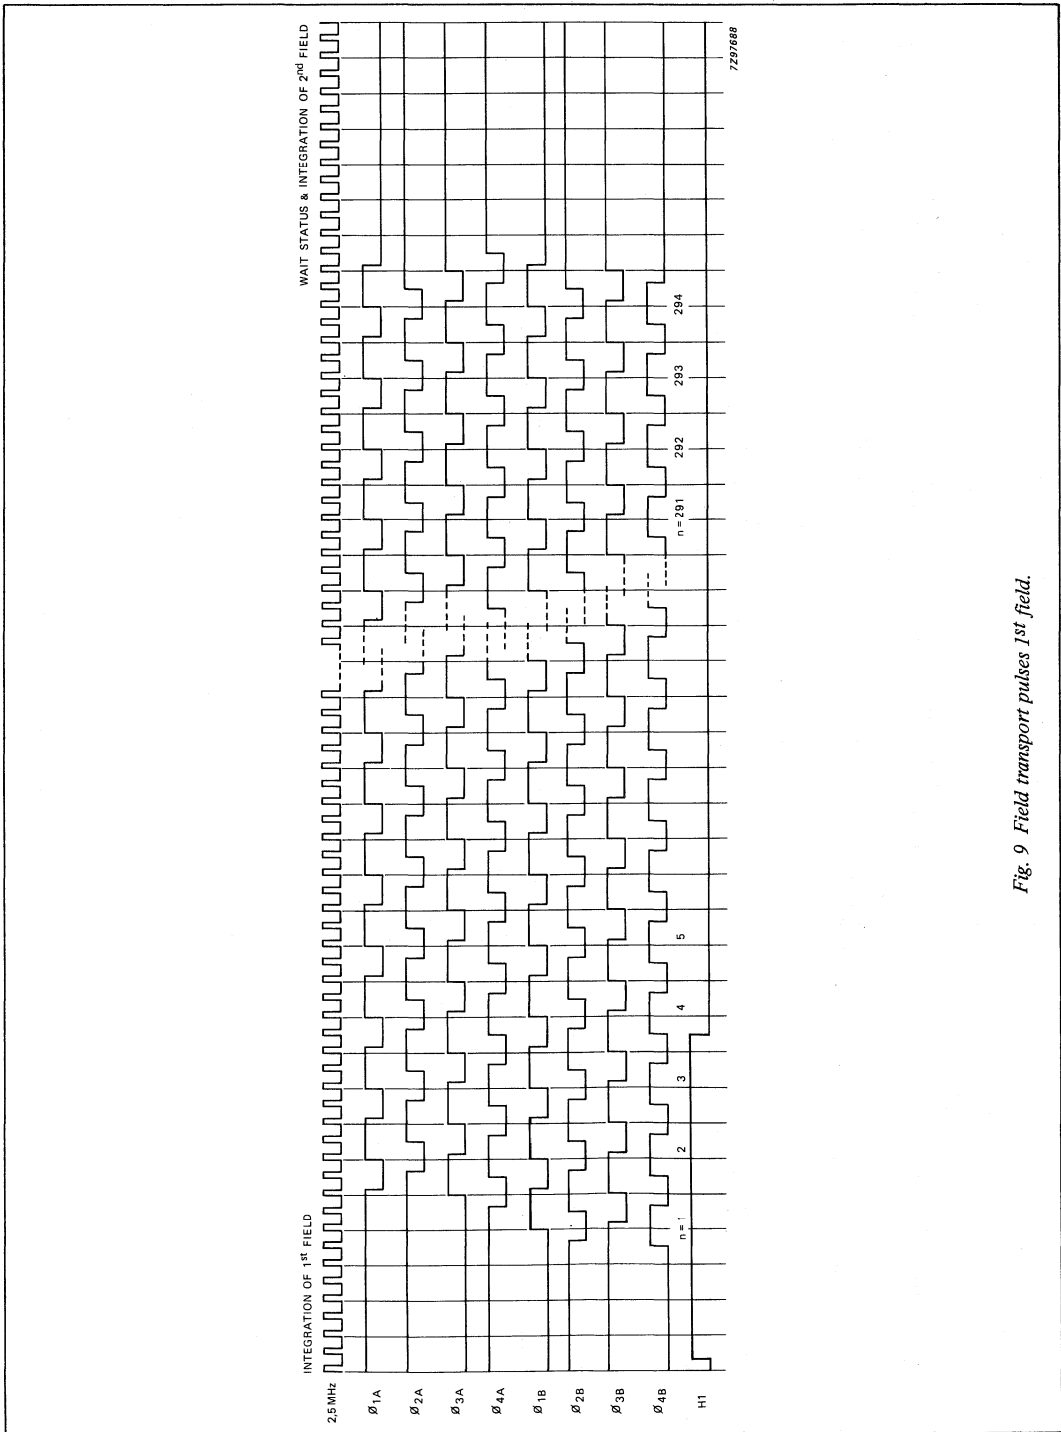 INTEGRATION OF 1st FIELD
WAIT STATUS & INTEGRATION OF 2nd FIELD
2,5 MHz
Ø1A
Ø2A
Ø3A
Ø4A
Ø1B
Ø2B
Ø3B
Ø4B
n = 1 2 3 4 5 n = 291 292 293 294
H1
7Z97688
Fig. 9 Field transport pulses 1st field.